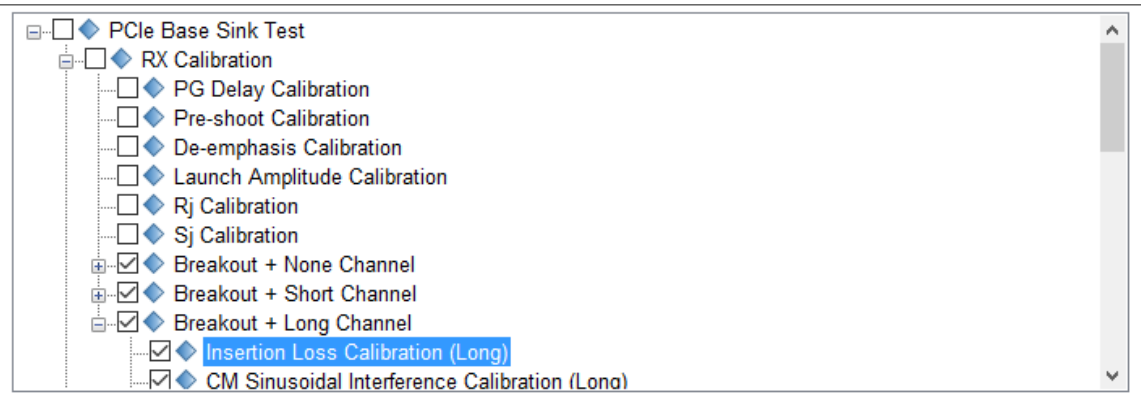 PCIe Base Sink Test
RX Calibration
PG Delay Calibration
Pre-shoot Calibration
De-emphasis Calibration
Launch Amplitude Calibration
Rj Calibration
Sj Calibration
Breakout + None Channel
Breakout + Short Channel
Breakout + Long Channel
Insertion Loss Calibration (Long)
CM Sinusoidal Interference Calibration (Long)